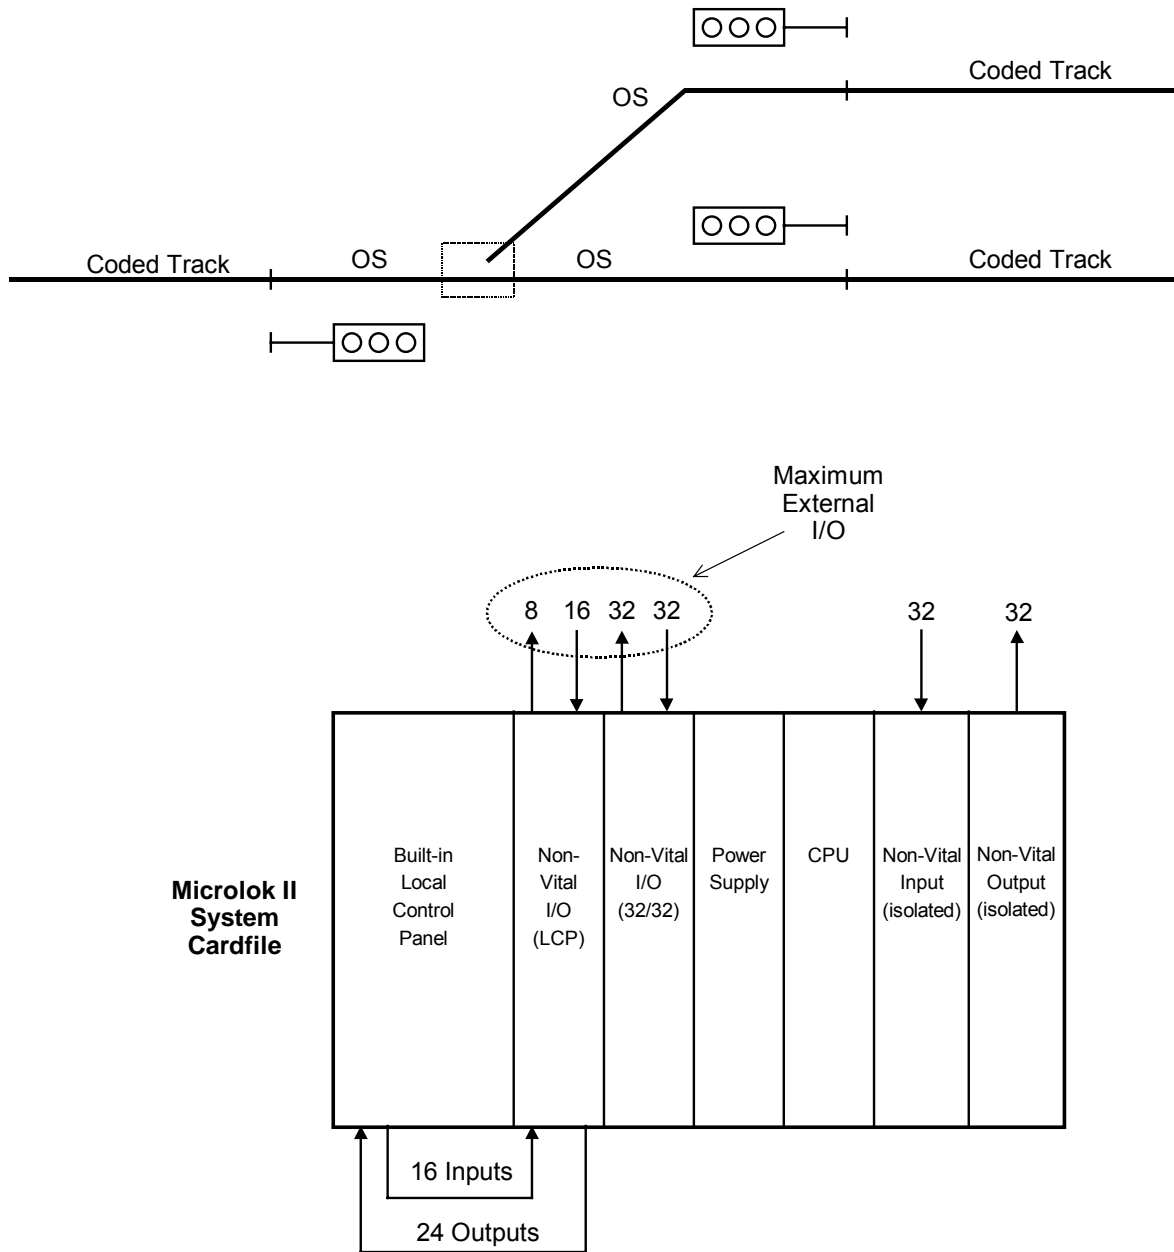 Coded Track
OS
Coded Track
OS
OS
Coded Track
Maximum
External
I/O
8 16 32 32
32
32
Microlok II
System
Cardfile
Built-in
Local
Control
Panel
Non-
Vital
I/O
(LCP)
Non-Vital
I/O
(32/32)
Power
Supply
CPU
Non-Vital
Input
(isolated)
Non-Vital
Output
(isolated)
16 Inputs
24 Outputs